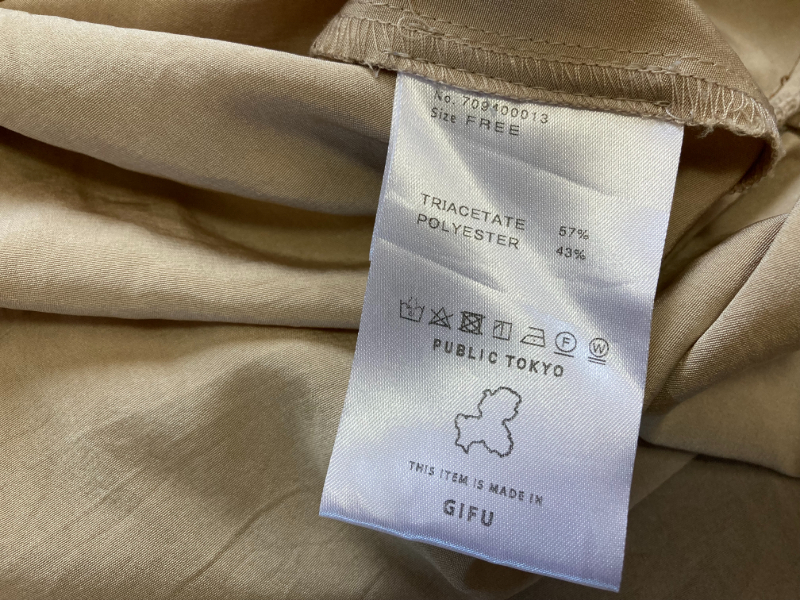 No. 709400013
Size FREE
TRIACETATE 57%
POLYESTER 43%
F W
PUBLIC TOKYO
THIS ITEM IS MADE IN
GIFU